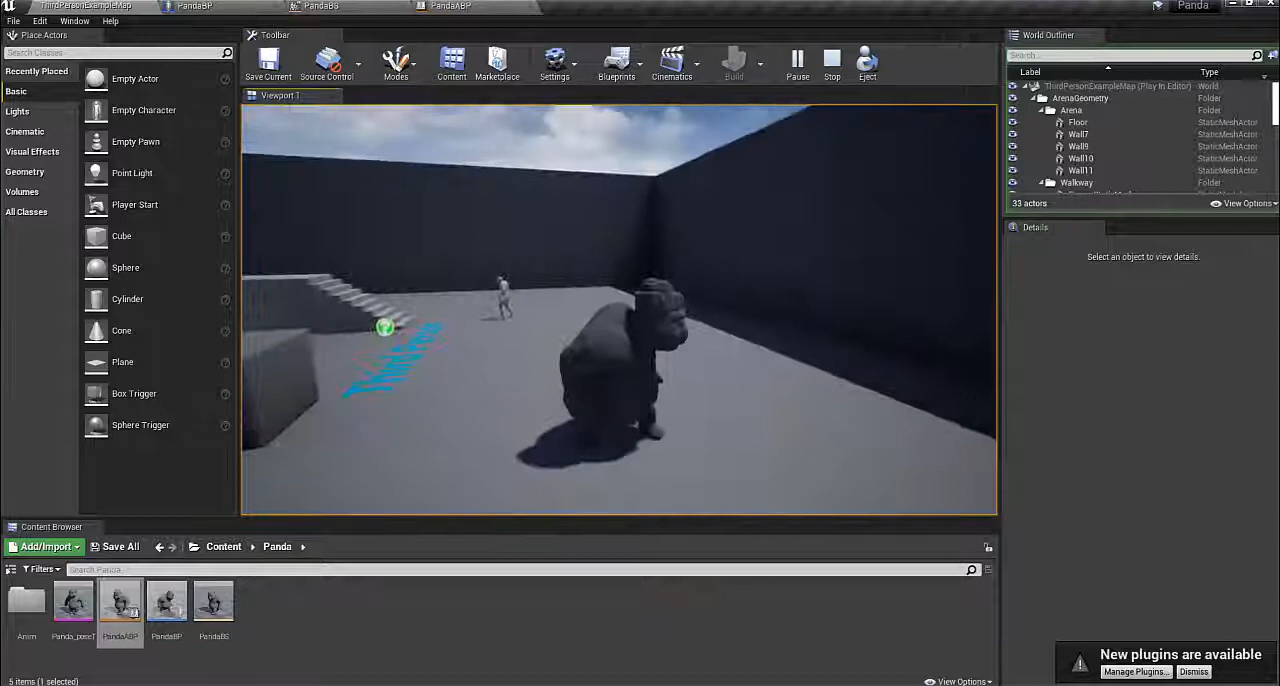 ThirdPersonExampleMap
PandaBP
PandaBS
PandaABP
Panda
File Edit Window Help
Place Actors
Search Classes
Recently Placed
Basic
Lights
Cinematic
Visual Effects
Geometry
Volumes
All Classes
Empty Actor
Empty Character
Empty Pawn
Point Light
Player Start
Cube
Sphere
Cylinder
Cone
Plane
Box Trigger
Sphere Trigger
Toolbar
Save Current
Source Control
Modes
Content
Marketplace
Settings
Blueprints
Cinematics
Build
Pause
Stop
Eject
Viewport 1
World Outliner
Search...
Label Type
ThirdPersonExampleMap (Play In Editor) World
ArenaGeometry Folder
Arena Folder
Floor StaticMeshActor
Wall7 StaticMeshActor
Wall9 StaticMeshActor
Wall10 StaticMeshActor
Wall11 StaticMeshActor
Walkway Folder
33 actors
View Options
Details
Select an object to view details.
Content Browser
Add/Import
Save All
Content
Panda
Filters
Search Panda
Anim
Panda_poseT
PandaABP
PandaBP
PandaBS
5 items (1 selected)
View Options
New plugins are available
Manage Plugins...
Dismiss